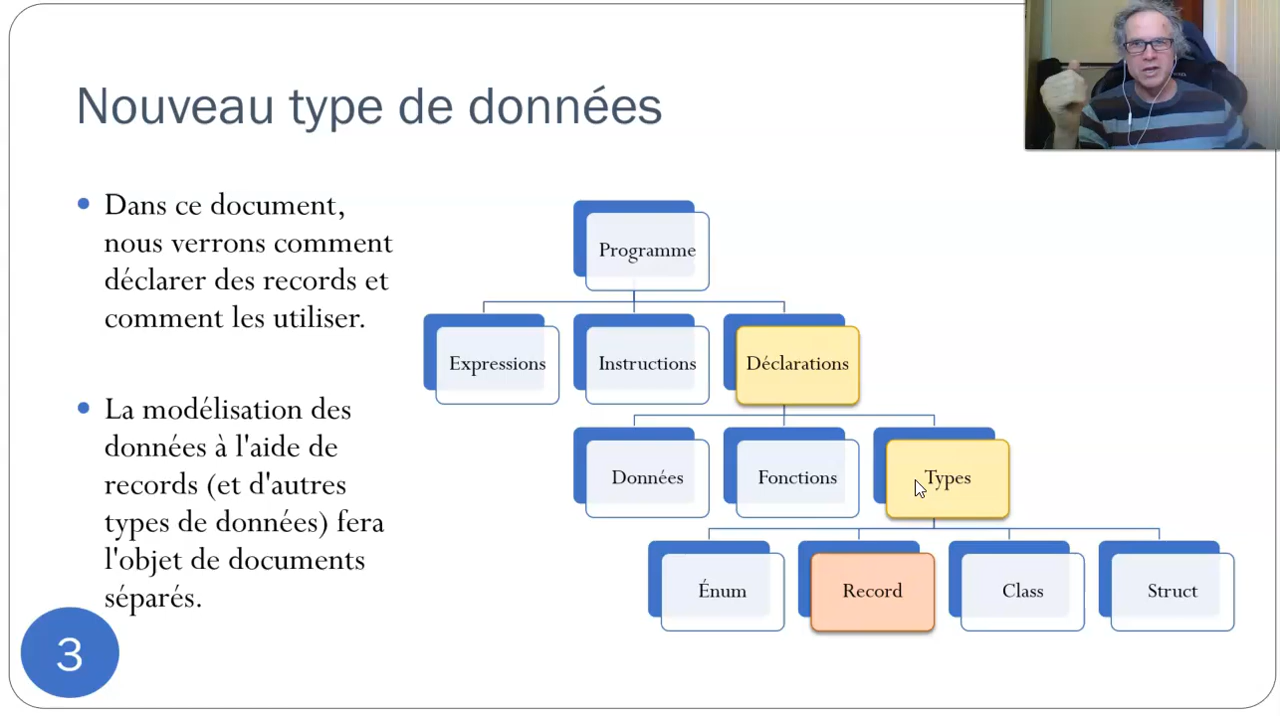 Nouveau type de données
Dans ce document,
nous verrons comment
déclarer des records et
comment les utiliser.
La modélisation des
données à l'aide de
records (et d'autres
types de données) fera
l'objet de documents
séparés.
Programme
Expressions
Instructions
Déclarations
Données
Fonctions
Types
Énum
Record
Class
Struct
3